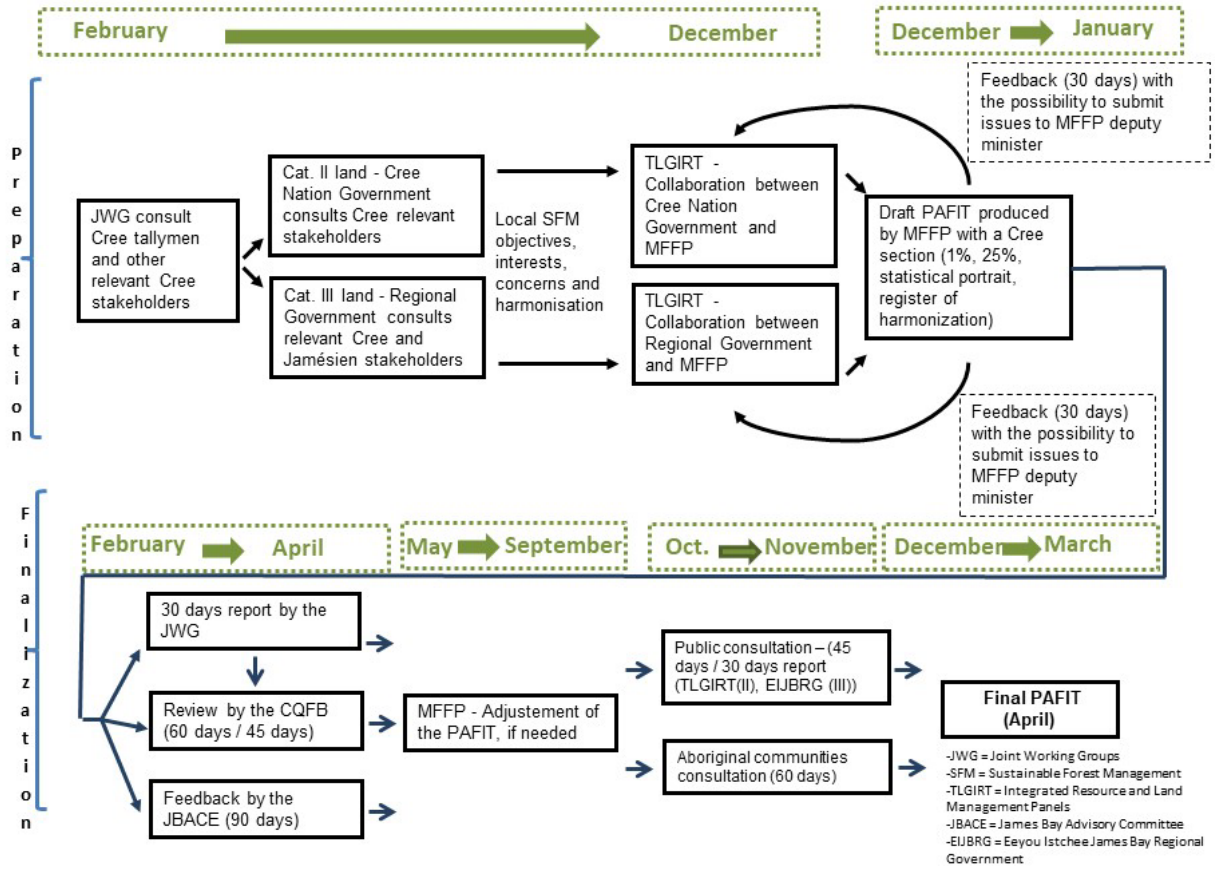 February
December
December
January
Preparation
Feedback (30 days) with
the possibility to submit
issues to MFFP deputy
minister
JWG consult
Cree tallymen
and other
relevant Cree
stakeholders
Cat. II land - Cree
Nation Government
consults Cree relevant
stakeholders
Cat. III land - Regional
Government consults
relevant Cree and
Jamésien stakeholders
Local SFM
objectives,
interests,
concerns and
harmonisation
TLGIRT -
Collaboration between
Cree Nation
Government and
MFFP
TLGIRT -
Collaboration between
Regional Government
and MFFP
Draft PAFIT produced
by MFFP with a Cree
section (1%, 25%,
statistical portrait,
register of
harmonization)
Feedback (30 days)
with the possibility to
submit issues to
MFFP deputy
minister
Finalization
February
April
May
September
Oct.
November
December
March
30 days report by the
JWG
Review by the CQFB
(60 days / 45 days)
Feedback by the
JBACE (90 days)
MFFP - Adjustement of
the PAFIT, if needed
Public consultation – (45
days / 30 days report
(TLGIRT(II), EIJBRG (III))
Aboriginal communities
consultation (60 days)
Final PAFIT
(April)
-JWG = Joint Working Groups
-SFM = Sustainable Forest Management
-TLGIRT = Integrated Resource and Land
Management Panels
-JBACE = James Bay Advisory Committee
-EIJBRG = Eeyou Istchee James Bay Regional
Government